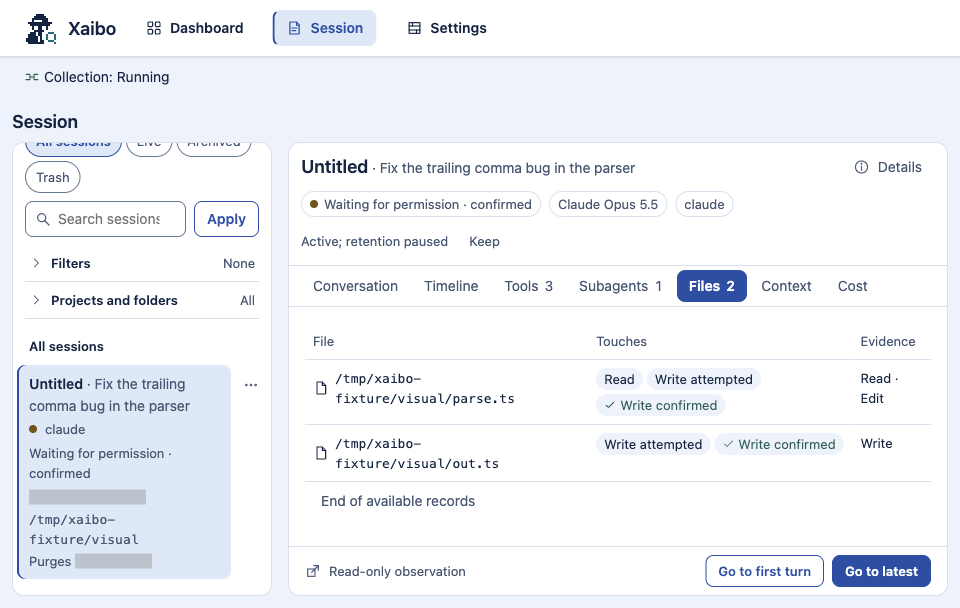 Xaibo
Dashboard
Session
Settings
Collection: Running
Session
All sessions
Live
Archived
Trash
Search sessions
Apply
Filters
None
Projects and folders
All
All sessions
Untitled · Fix the trailing
comma bug in the parser
claude
Waiting for permission ·
confirmed
/tmp/xaibo-
fixture/visual
Purges
Untitled · Fix the trailing comma bug in the parser
Details
Waiting for permission · confirmed
Claude Opus 5.5
claude
Active; retention paused
Keep
Conversation
Timeline
Tools 3
Subagents 1
Files 2
Context
Cost
File
Touches
Evidence
/tmp/xaibo-
fixture/visual/parse.ts
Read
Write attempted
✓ Write confirmed
Read ·
Edit
/tmp/xaibo-
fixture/visual/out.ts
Write attempted
✓ Write confirmed
Write
End of available records
Read-only observation
Go to first turn
Go to latest